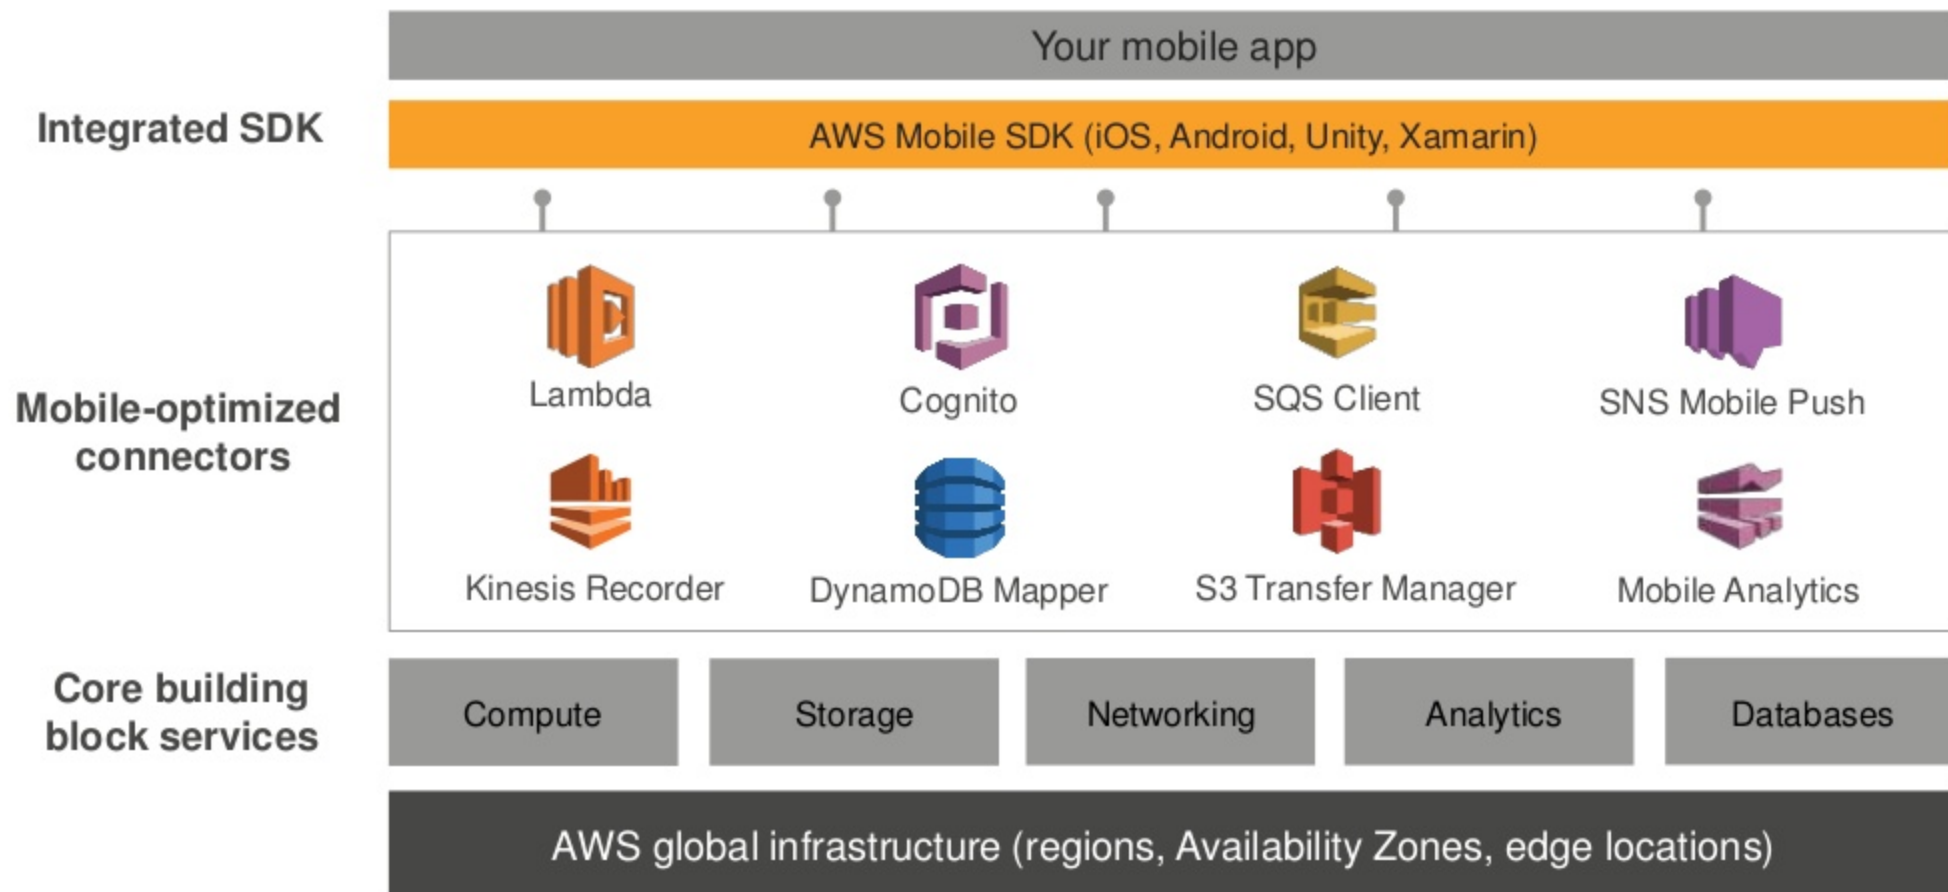 Your mobile app
Integrated SDK
AWS Mobile SDK (iOS, Android, Unity, Xamarin)
Mobile-optimized
connectors
Lambda
Cognito
SQS Client
SNS Mobile Push
Kinesis Recorder
DynamoDB Mapper
S3 Transfer Manager
Mobile Analytics
Core building
block services
Compute
Storage
Networking
Analytics
Databases
AWS global infrastructure (regions, Availability Zones, edge locations)